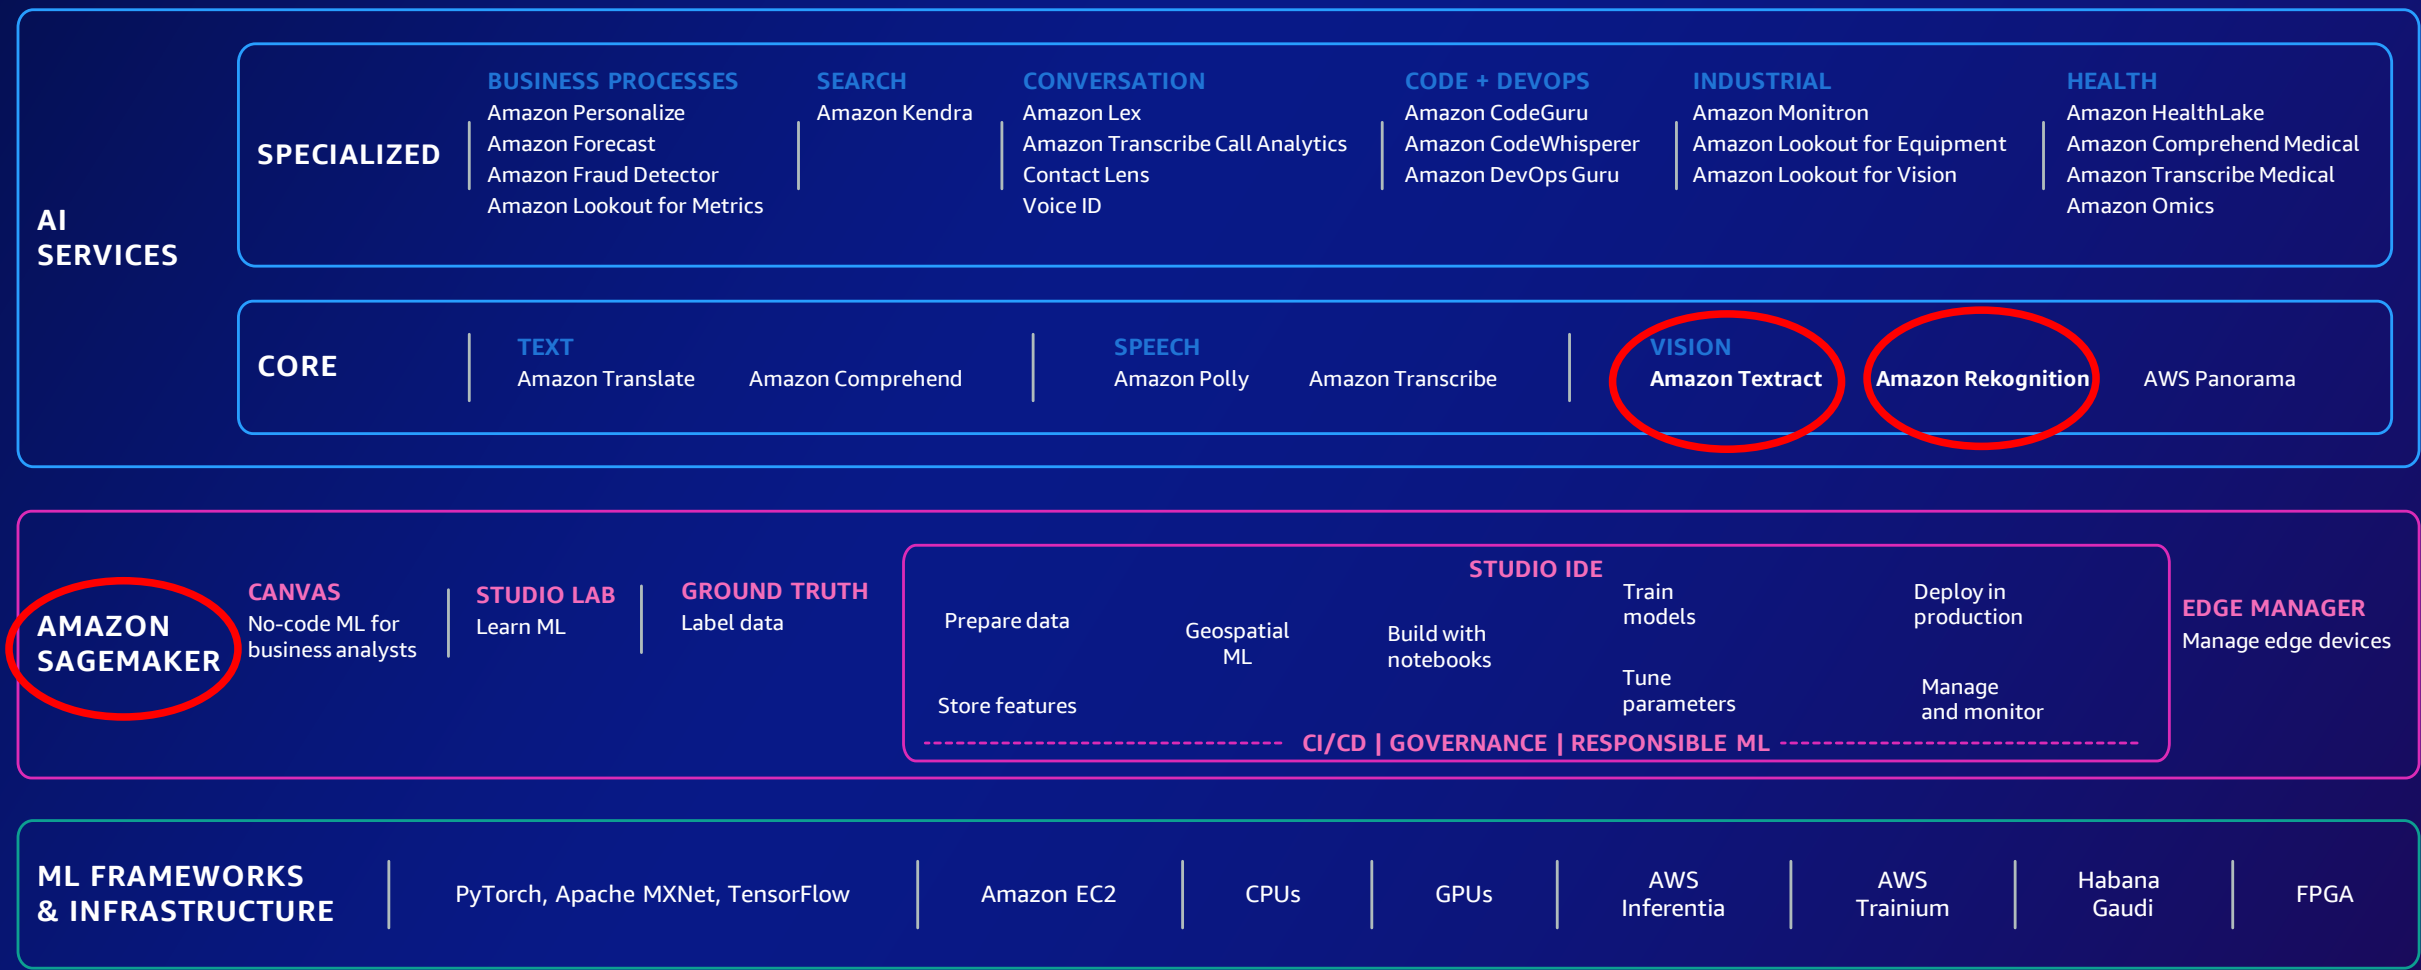 AI
SERVICES
SPECIALIZED
BUSINESS PROCESSES
Amazon Personalize
Amazon Forecast
Amazon Fraud Detector
Amazon Lookout for Metrics
SEARCH
Amazon Kendra
CONVERSATION
Amazon Lex
Amazon Transcribe Call Analytics
Contact Lens
Voice ID
CODE + DEVOPS
Amazon CodeGuru
Amazon CodeWhisperer
Amazon DevOps Guru
INDUSTRIAL
Amazon Monitron
Amazon Lookout for Equipment
Amazon Lookout for Vision
HEALTH
Amazon HealthLake
Amazon Comprehend Medical
Amazon Transcribe Medical
Amazon Omics
CORE
TEXT
Amazon Translate
Amazon Comprehend
SPEECH
Amazon Polly
Amazon Transcribe
VISION
Amazon Textract
Amazon Rekognition
AWS Panorama
AMAZON
SAGEMAKER
CANVAS
No-code ML for
business analysts
STUDIO LAB
Learn ML
GROUND TRUTH
Label data
STUDIO IDE
Prepare data
Store features
Geospatial
ML
Build with
notebooks
Train
models
Tune
parameters
Deploy in
production
Manage
and monitor
CI/CD | GOVERNANCE | RESPONSIBLE ML
EDGE MANAGER
Manage edge devices
ML FRAMEWORKS
& INFRASTRUCTURE
PyTorch, Apache MXNet, TensorFlow
Amazon EC2
CPUs
GPUs
AWS
Inferentia
AWS
Trainium
Habana
Gaudi
FPGA